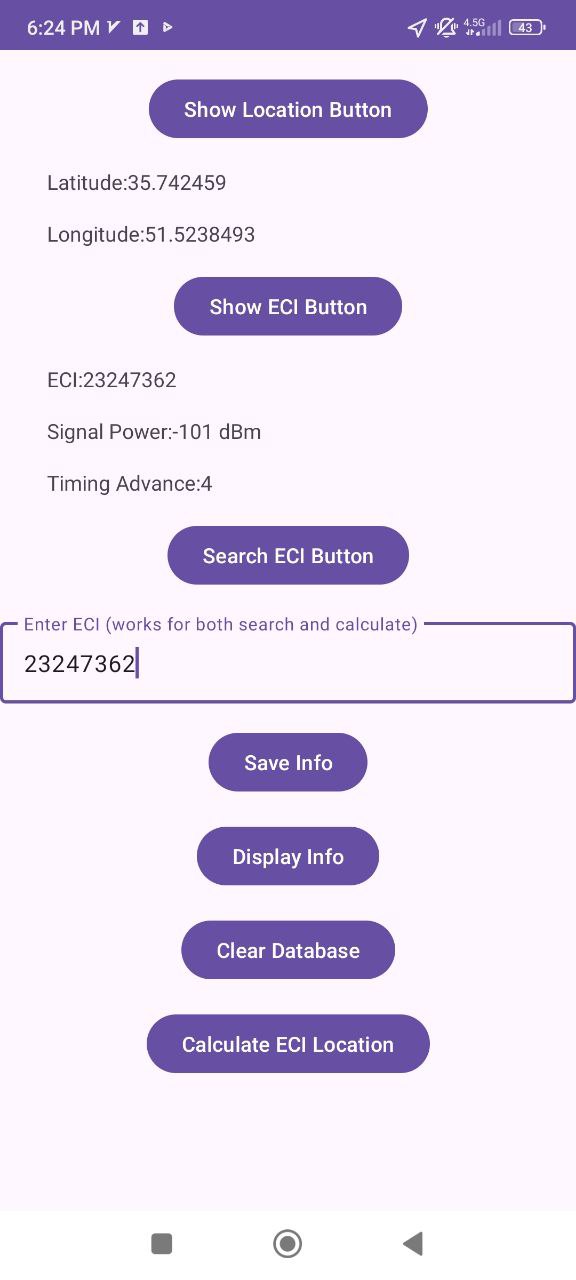 6:24 PM 4.5G 43
Show Location Button
Latitude:35.742459
Longitude:51.5238493
Show ECI Button
ECI:23247362
Signal Power:-101 dBm
Timing Advance:4
Search ECI Button
Enter ECI (works for both search and calculate)
23247362
Save Info
Display Info
Clear Database
Calculate ECI Location